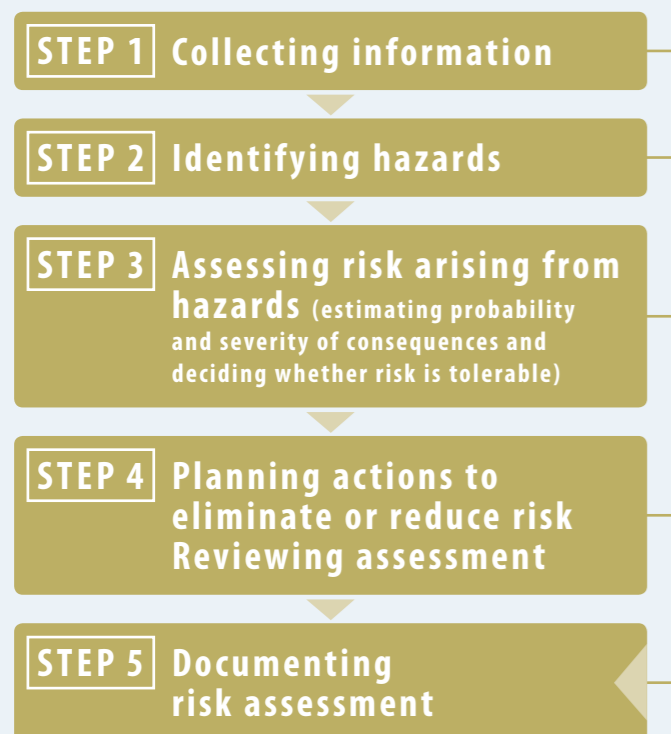 STEP 1 Collecting information
STEP 2 Identifying hazards
STEP 3 Assessing risk arising from
hazards (estimating probability
and severity of consequences and
deciding whether risk is tolerable)
STEP 4 Planning actions to
eliminate or reduce risk
Reviewing assessment
STEP 5 Documenting
risk assessment